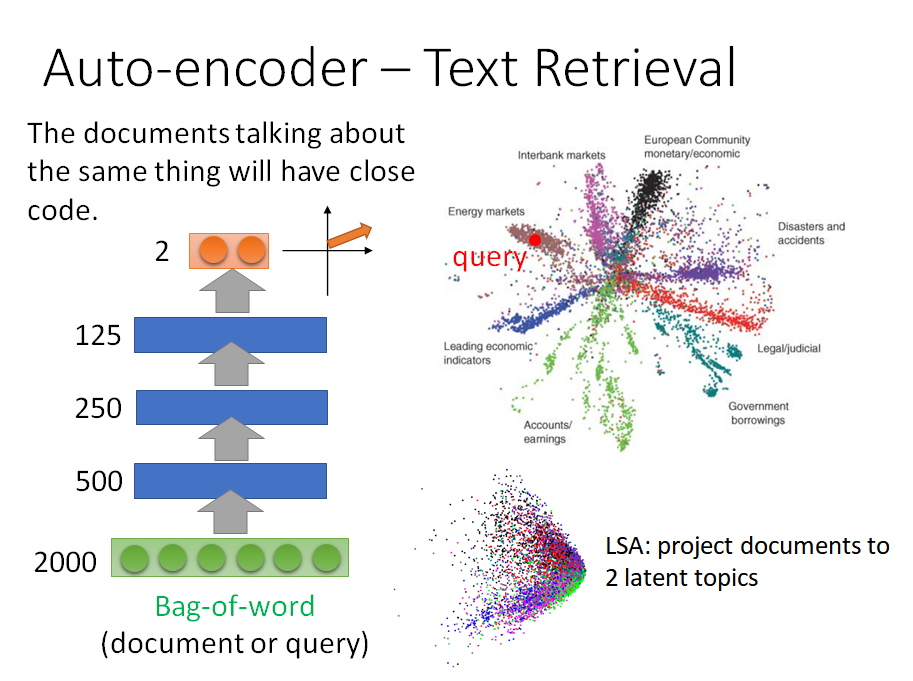 Auto-encoder – Text Retrieval
The documents talking about
the same thing will have close
code.
2
125
250
500
2000
Bag-of-word
(document or query)
Interbank markets
European Community
monetary/economic
Energy markets
query
Disasters and
accidents
Leading economic
indicators
Legal/judicial
Government
borrowings
Accounts/
earnings
LSA: project documents to
2 latent topics